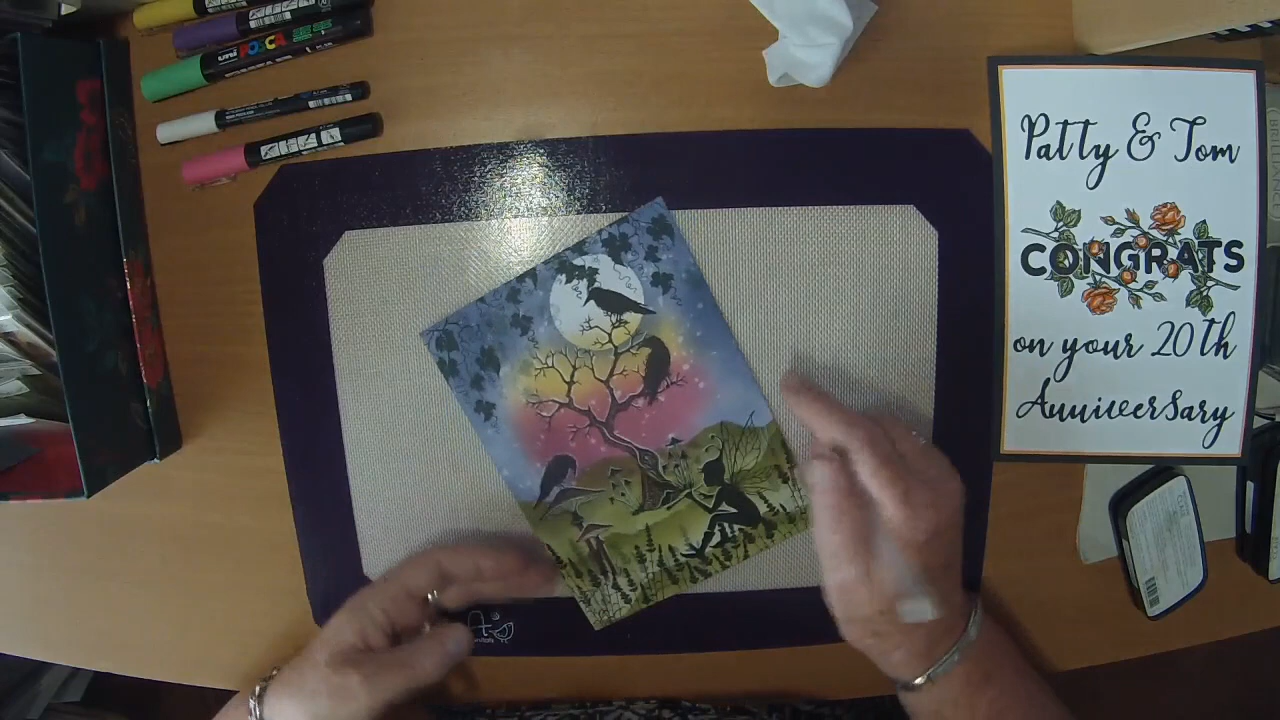 POSCA
Patty & Tom
CONGRATS
on your 20th
Anniversary